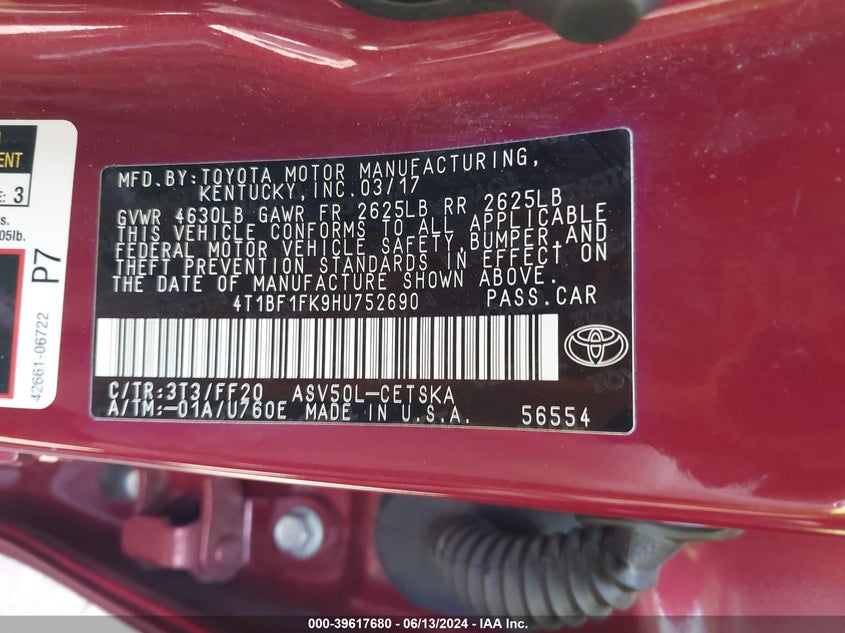 MFD.BY:TOYOTA MOTOR MANUFACTURING,
KENTUCKY,INC.03/17
GVWR 4630LB GAWR FR 2625LB RR 2625LB
THIS VEHICLE CONFORMS TO ALL APPLICABLE
FEDERAL MOTOR VEHICLE SAFETY,BUMPER,AND
THEFT PREVENTION STANDARDS IN EFFECT ON
THE DATE OF MANUFACTURE SHOWN ABOVE.
4T1BF1FK9HU752690 PASS.CAR
C/TR:3T3/FF20 ASV50L-CETSKA
A/TM:-01A/U760E MADE IN U.S.A. 56554
E: 3
05lb.
P7
42661-06722
000-39617680 - 06/13/2024 - IAA Inc.